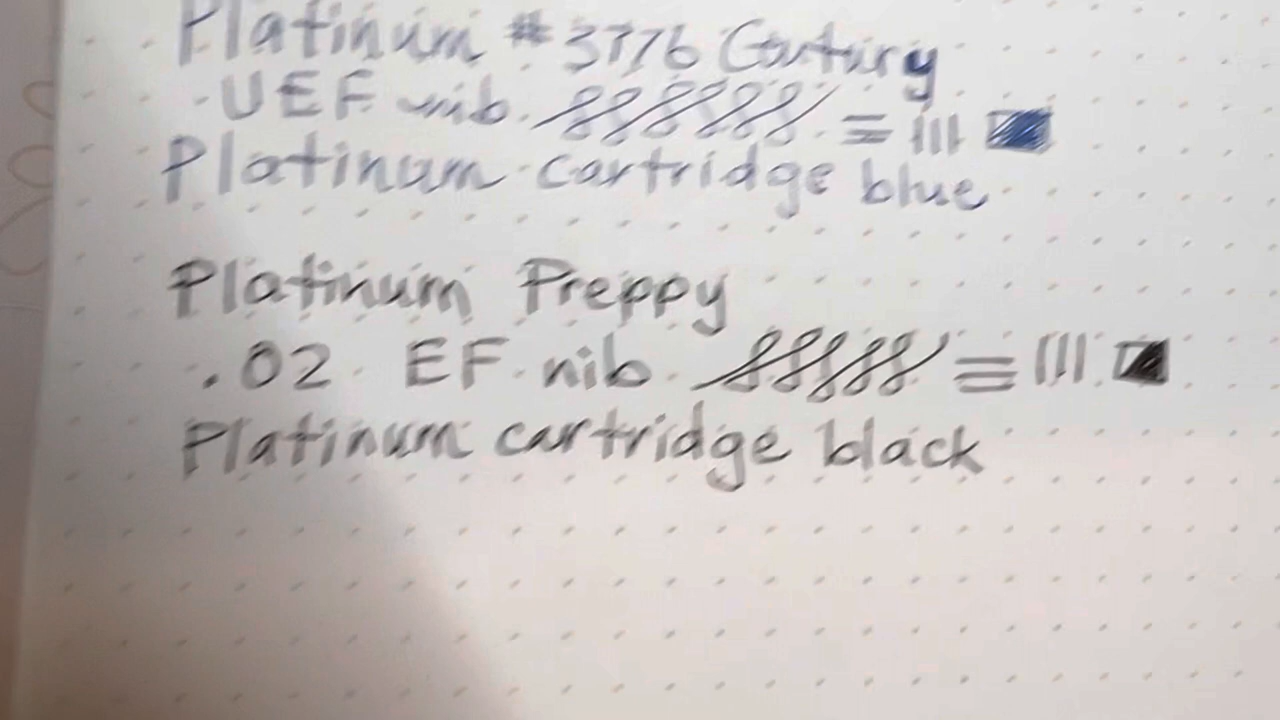 Platinum #3776 Century
UEF nib
Platinum cartridge blue
Platinum Preppy
.02 EF nib
Platinum cartridge black